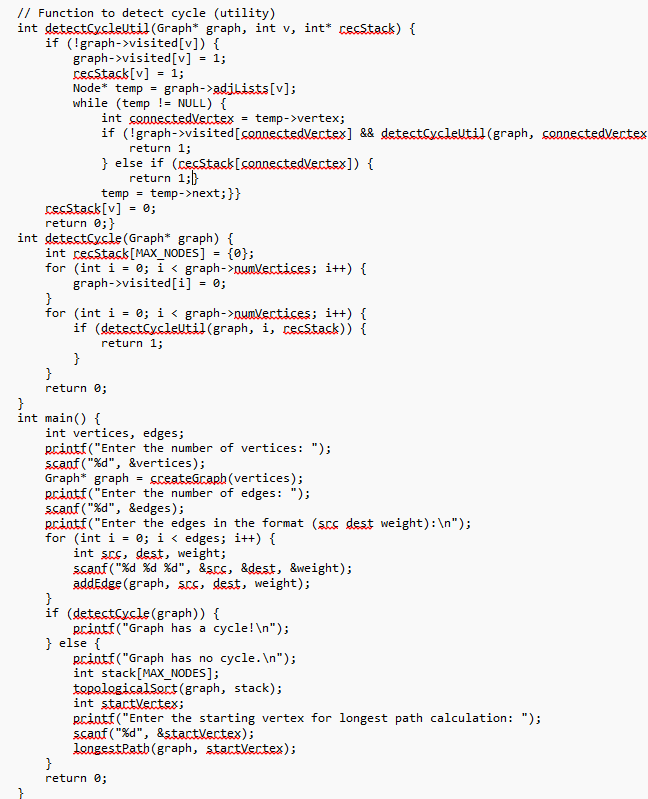 // Function to detect cycle (utility)
int detectCycleUtil(Graph* graph, int v, int* recStack) {
    if (!graph->visited[v]) {
        graph->visited[v] = 1;
        recStack[v] = 1;
        Node* temp = graph->adjLists[v];
        while (temp != NULL) {
            int connectedVertex = temp->vertex;
            if (!graph->visited[connectedVertex] && detectCycleUtil(graph, connectedVertex
                return 1;
            } else if (recStack[connectedVertex]) {
                return 1;}
            temp = temp->next;}}
    recStack[v] = 0;
    return 0;}
int detectCycle(Graph* graph) {
    int recStack[MAX_NODES] = {0};
    for (int i = 0; i < graph->numVertices; i++) {
        graph->visited[i] = 0;
    }
    for (int i = 0; i < graph->numVertices; i++) {
        if (detectCycleUtil(graph, i, recStack)) {
            return 1;
        }
    }
    return 0;
}
int main() {
    int vertices, edges;
    printf("Enter the number of vertices: ");
    scanf("%d", &vertices);
    Graph* graph = createGraph(vertices);
    printf("Enter the number of edges: ");
    scanf("%d", &edges);
    printf("Enter the edges in the format (src dest weight):\n");
    for (int i = 0; i < edges; i++) {
        int src, dest, weight;
        scanf("%d %d %d", &src, &dest, &weight);
        addEdge(graph, src, dest, weight);
    }
    if (detectCycle(graph)) {
        printf("Graph has a cycle!\n");
    } else {
        printf("Graph has no cycle.\n");
        int stack[MAX_NODES];
        topologicalSort(graph, stack);
        int startVertex;
        printf("Enter the starting vertex for longest path calculation: ");
        scanf("%d", &startVertex);
        longestPath(graph, startVertex);
    }
    return 0;
}